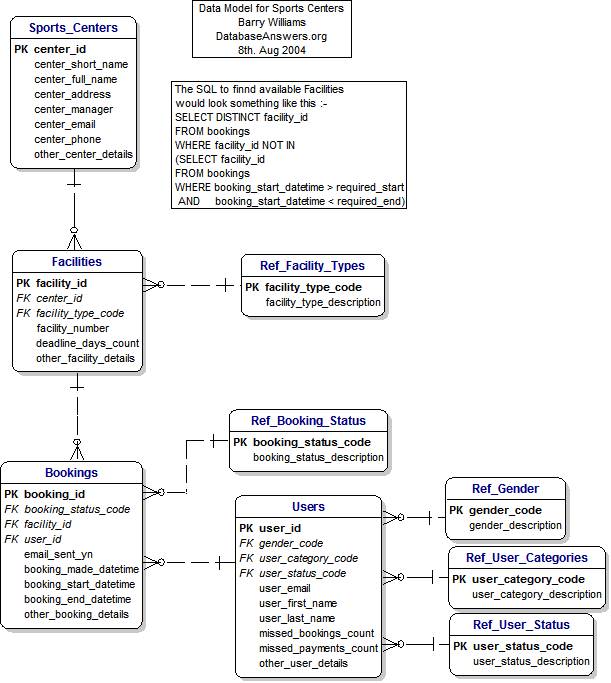 Data Model for Sports Centers
Barry Williams
DatabaseAnswers.org
8th. Aug 2004
Sports_Centers
PK center_id
center_short_name
center_full_name
center_address
center_manager
center_email
center_phone
other_center_details
The SQL to finnd available Facilities
would look something like this :-
SELECT DISTINCT facility_id
FROM bookings
WHERE facility_id NOT IN
(SELECT facility_id
FROM bookings
WHERE booking_start_datetime > required_start
AND booking_start_datetime < required_end)
Facilities
PK facility_id
FK center_id
FK facility_type_code
facility_number
deadline_days_count
other_facility_details
Ref_Facility_Types
PK facility_type_code
facility_type_description
Ref_Booking_Status
PK booking_status_code
booking_status_description
Bookings
PK booking_id
FK booking_status_code
FK facility_id
FK user_id
email_sent_yn
booking_made_datetime
booking_start_datetime
booking_end_datetime
other_booking_details
Users
PK user_id
FK gender_code
FK user_category_code
FK user_status_code
user_email
user_first_name
user_last_name
missed_bookings_count
missed_payments_count
other_user_details
Ref_Gender
PK gender_code
gender_description
Ref_User_Categories
PK user_category_code
user_category_description
Ref_User_Status
PK user_status_code
user_status_description